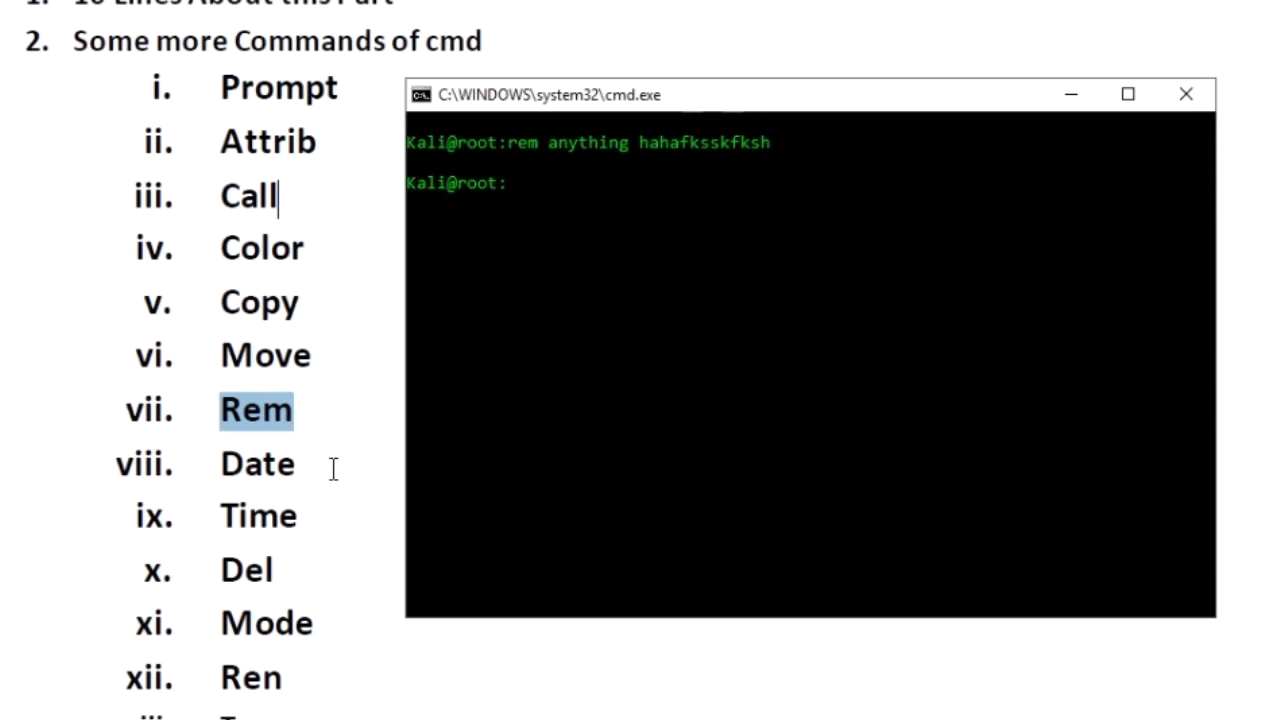 2. Some more Commands of cmd
i. Prompt
ii. Attrib
iii. Call
iv. Color
v. Copy
vi. Move
vii. Rem
viii. Date
ix. Time
x. Del
xi. Mode
xii. Ren
C:\WINDOWS\system32\cmd.exe
Kali@root:rem anything hahafksskfksh
Kali@root: